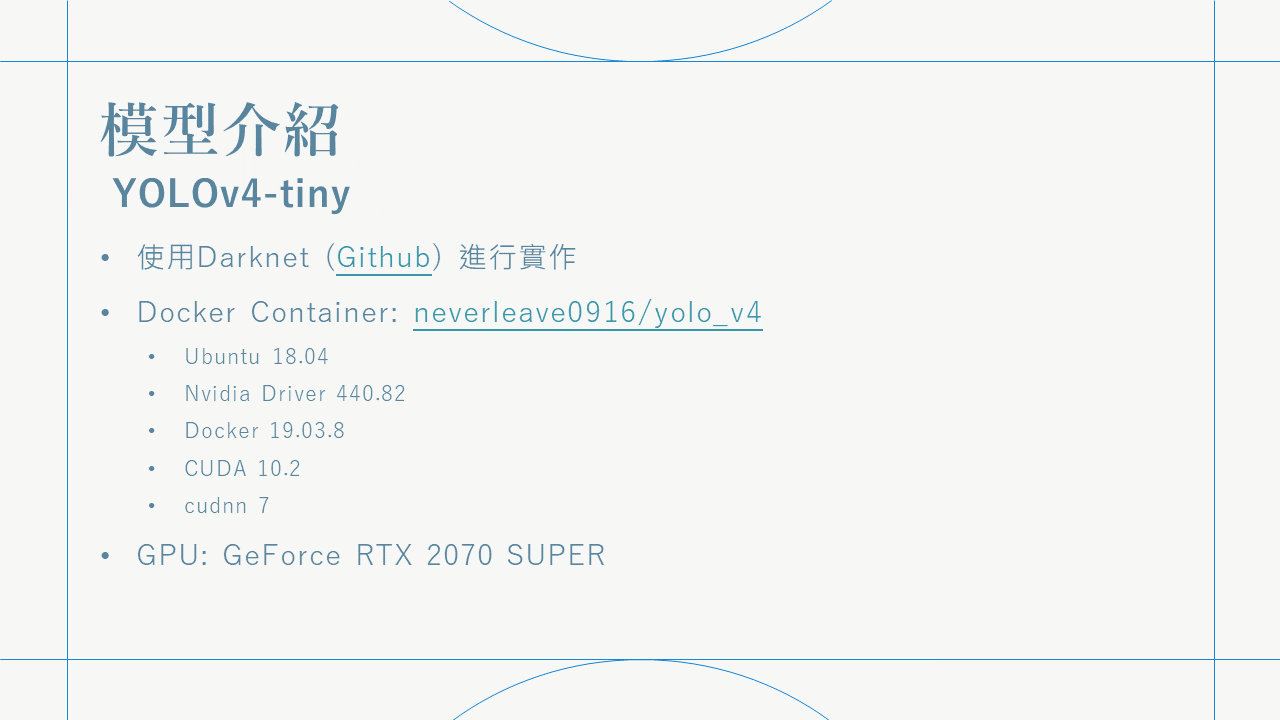 模型介紹
YOLOv4-tiny
• 使用Darknet (Github) 進行實作
• Docker Container: neverleave0916/yolo_v4
• Ubuntu 18.04
• Nvidia Driver 440.82
• Docker 19.03.8
• CUDA 10.2
• cudnn 7
• GPU: GeForce RTX 2070 SUPER